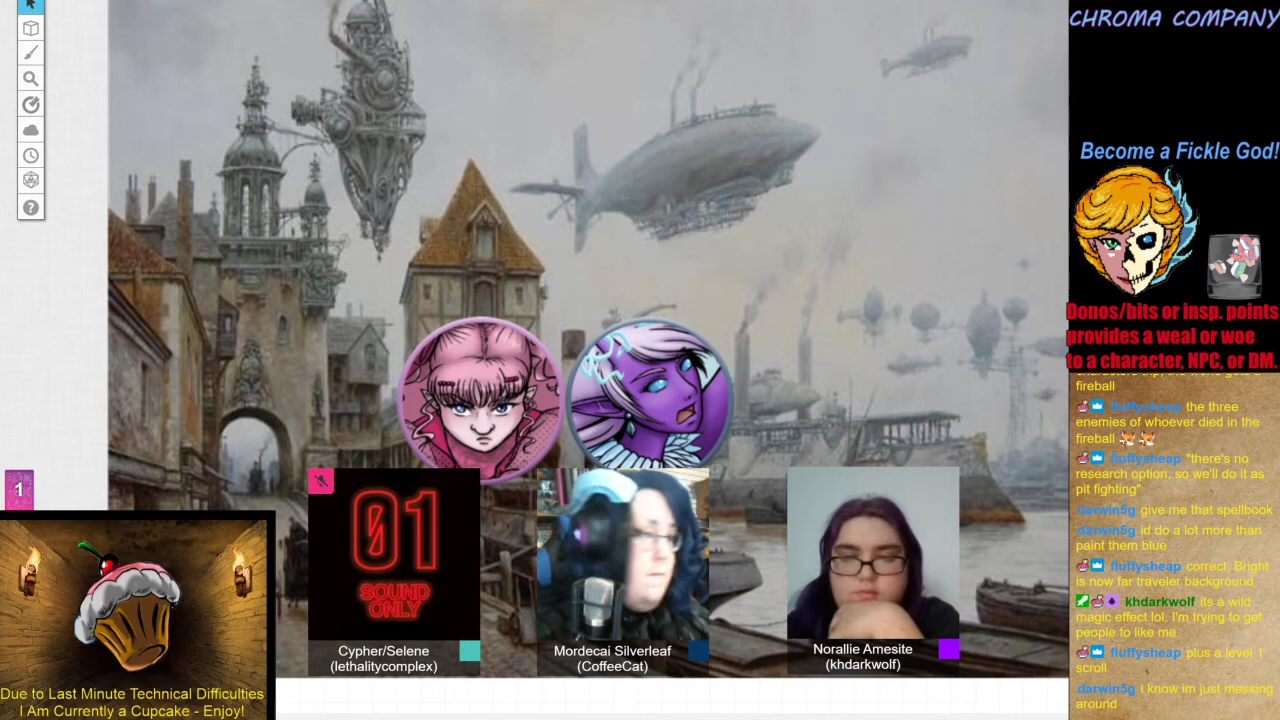 CHROMA COMPANY
Become a Fickle God!
Donos/bits or insp. points
provides a weal or woe
to a character, NPC, or DM.
fireball
fluffysheap the three
enemies of whoever died in the
fireball
fluffysheap "there's no
research option, so we'll do it as
pit fighting"
darwin5g give me that spellbook
darwin5g id do a lot more than
paint them blue
fluffysheap correct, Bright
is now far traveler background
khdarkwolf its a wild
magic effect lol. I'm trying to get
people to like me
fluffysheap plus a level 1
scroll
darwin5g I know im just messing
around
1
01
SOUND
ONLY
Cypher/Selene
(lethalitycomplex)
Mordecai Silverleaf
(CoffeeCat)
Norallie Amesite
(khdarkwolf)
Due to Last Minute Technical Difficulties
I Am Currently a Cupcake - Enjoy!